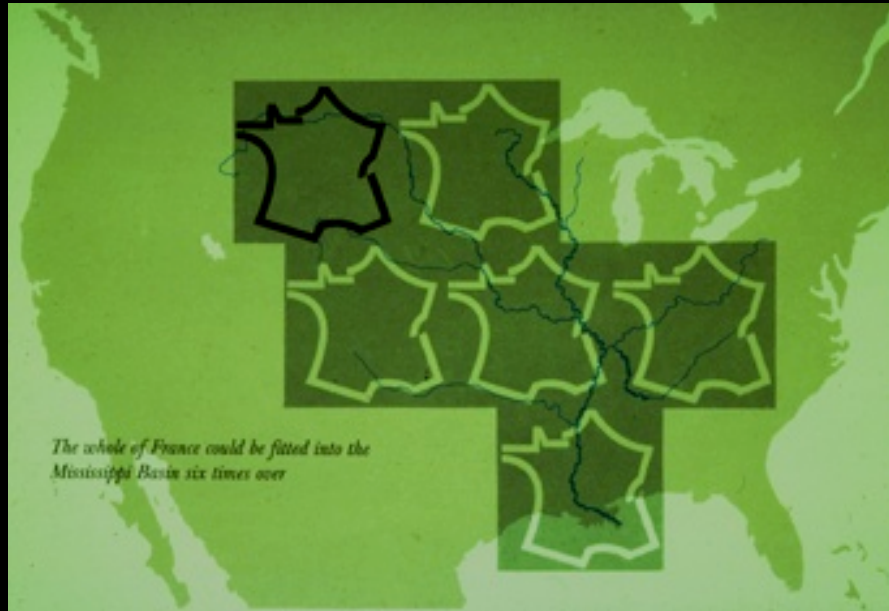 The whole of France could be fitted into the
Mississippi Basin six times over